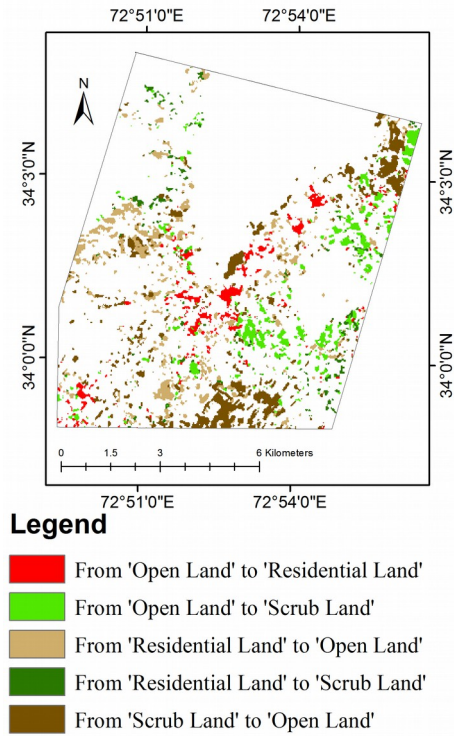 72°51'0"E 72°54'0"E
N
34°3'0"N 34°3'0"N
34°0'0"N 34°0'0"N
0 1.5 3 6 Kilometers
72°51'0"E 72°54'0"E
Legend
From 'Open Land' to 'Residential Land'
From 'Open Land' to 'Scrub Land'
From 'Residential Land' to 'Open Land'
From 'Residential Land' to 'Scrub Land'
From 'Scrub Land' to 'Open Land'